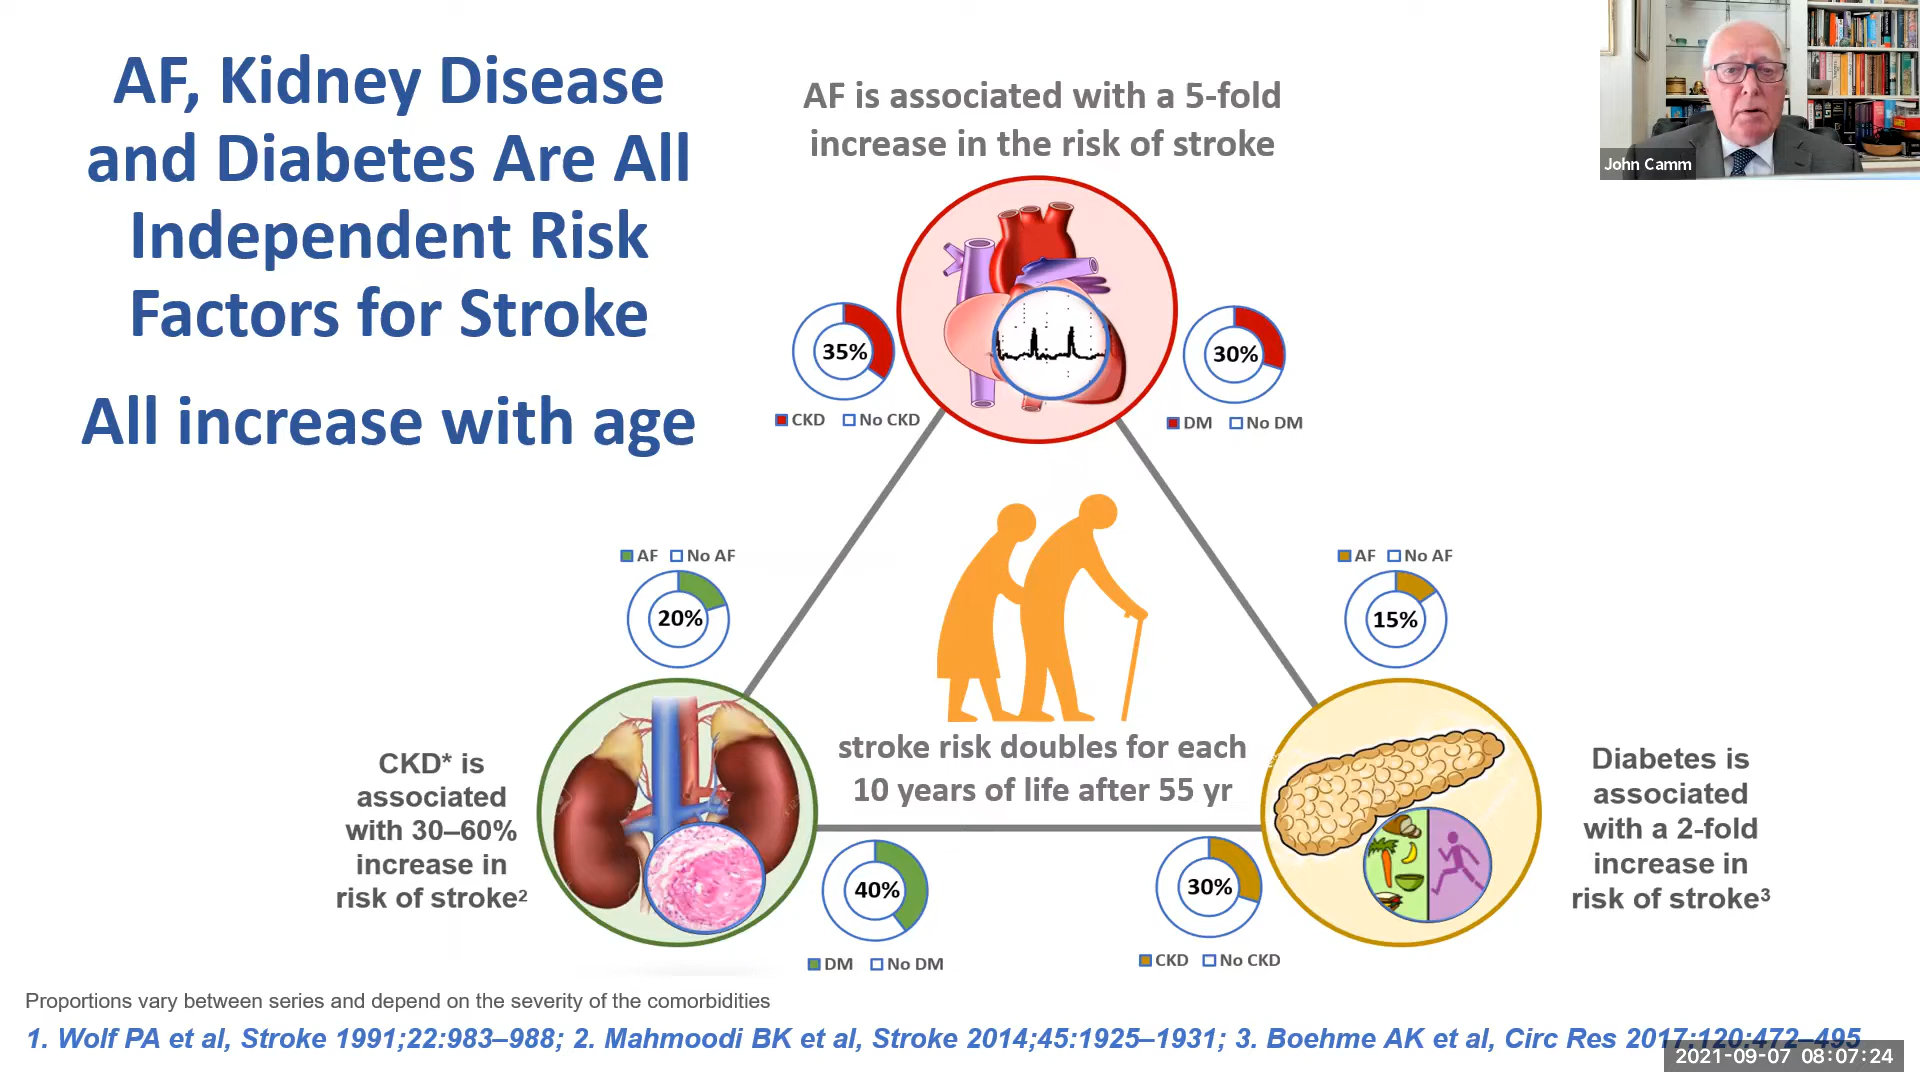 AF, Kidney Disease
and Diabetes Are All
Independent Risk
Factors for Stroke
All increase with age
AF is associated with a 5-fold
increase in the risk of stroke
John Camm
35%
CKD No CKD
30%
DM No DM
AF No AF
20%
AF No AF
15%
stroke risk doubles for each
10 years of life after 55 yr
CKD* is
associated
with 30–60%
increase in
risk of stroke²
Diabetes is
associated
with a 2-fold
increase in
risk of stroke³
40%
DM No DM
30%
CKD No CKD
Proportions vary between series and depend on the severity of the comorbidities
1. Wolf PA et al, Stroke 1991;22:983–988; 2. Mahmoodi BK et al, Stroke 2014;45:1925–1931; 3. Boehme AK et al, Circ Res 2017;120:472–495
2021-09-07 08:07:24